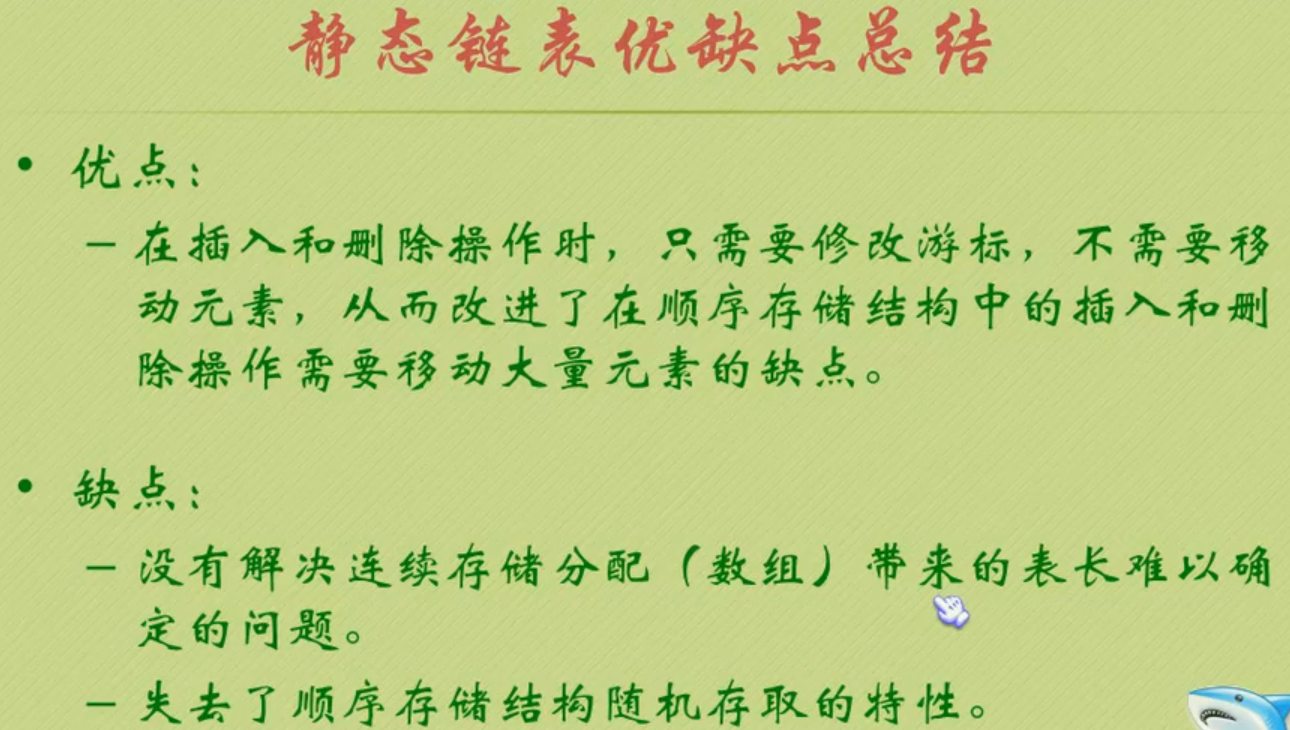 静态链表优缺点总结
• 优点：
– 在插入和删除操作时，只需要修改游标，不需要移
动元素，从而改进了在顺序存储结构中的插入和删
除操作需要移动大量元素的缺点。
• 缺点：
– 没有解决连续存储分配（数组）带来的表长难以确
定的问题。
– 失去了顺序存储结构随机存取的特性。